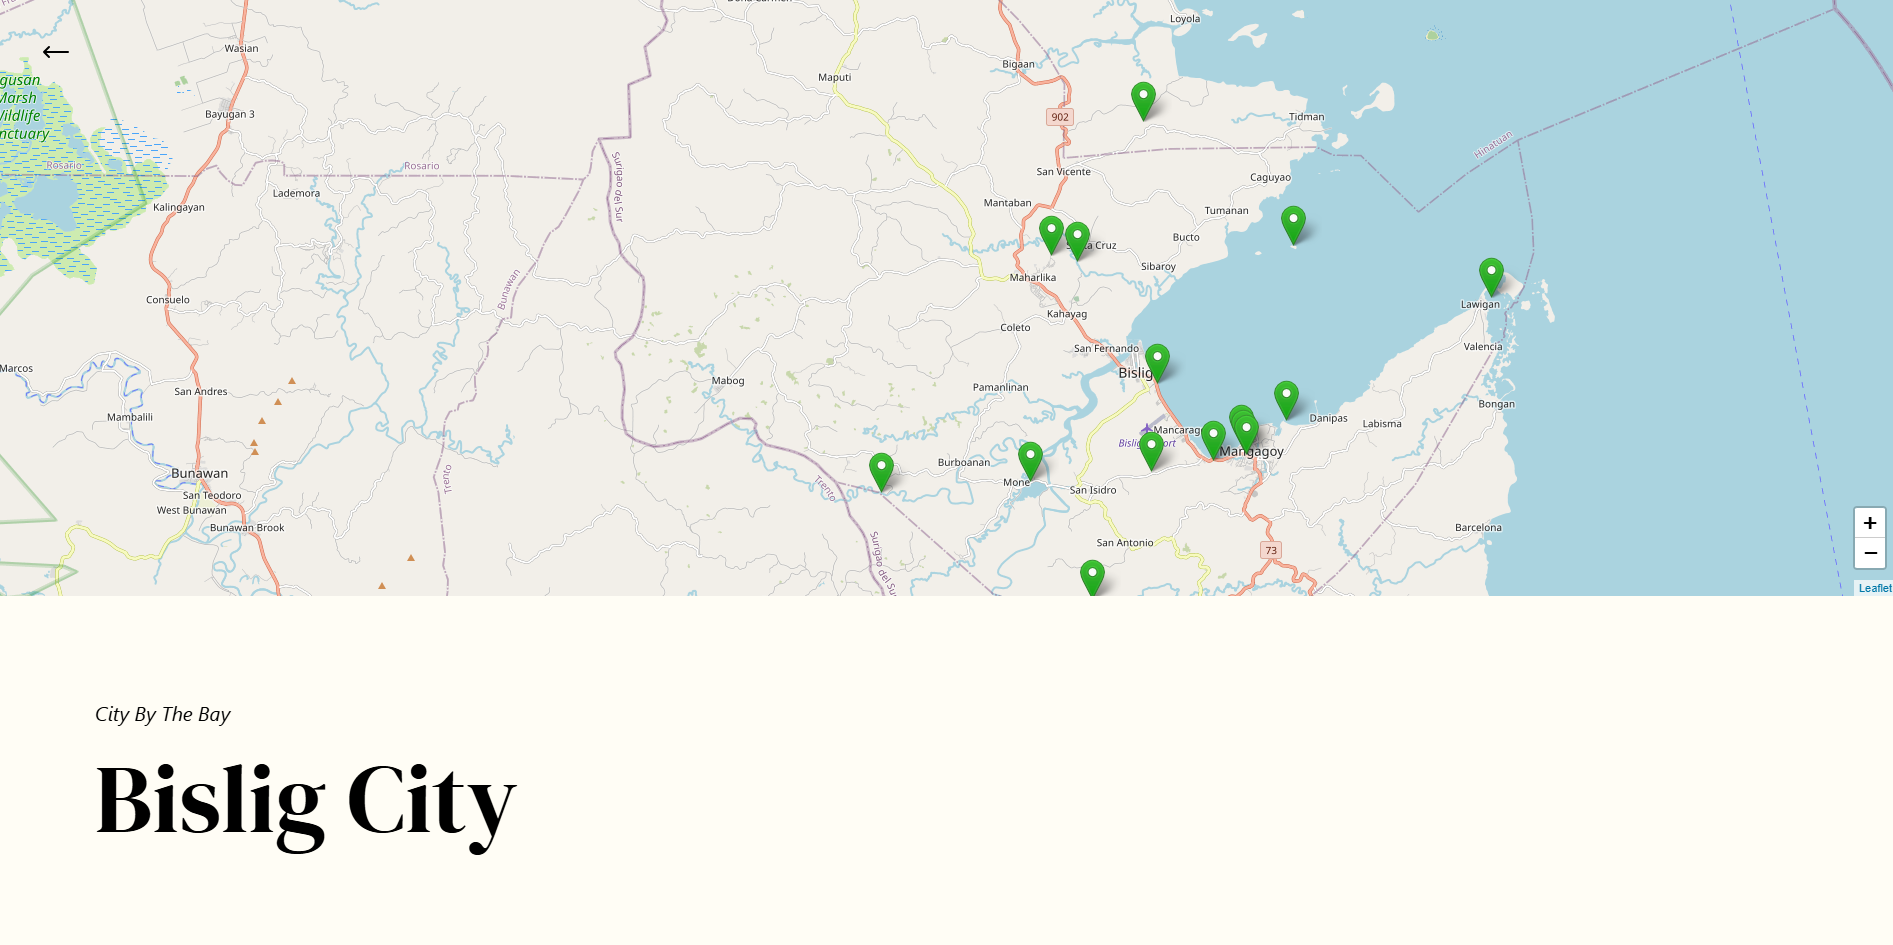 Loyola
Wasian
Bigaan
Maputi
gusan
Marsh
Wildlife
nctuary
Bayugan 3
902
Tidman
Hinatuan
Rosario
Rosario
San Vicente
Surigao del Sur
Caguyao
Lademora
Mantaban
Kalingayan
Tumanan
Bucto
Cruz
Sibaroy
Maharlika
Bunawan
Consuelo
Lawigan
Kahayag
Coleto
San Fernando
Valencia
Marcos
Bislig
Mabog
Pamanlinan
San Andres
Bongan
Mambalili
Danipas
Labisma
Mancarag
Bislig
ort
Mangagoy
Burboanan
Bunawan
Trento
Trento
Mone
San Isidro
San Teodoro
West Bunawan
Bunawan Brook
Barcelona
San Antonio
73
Surigao del Su
+
−
Leaflet
City By The Bay
Bislig City